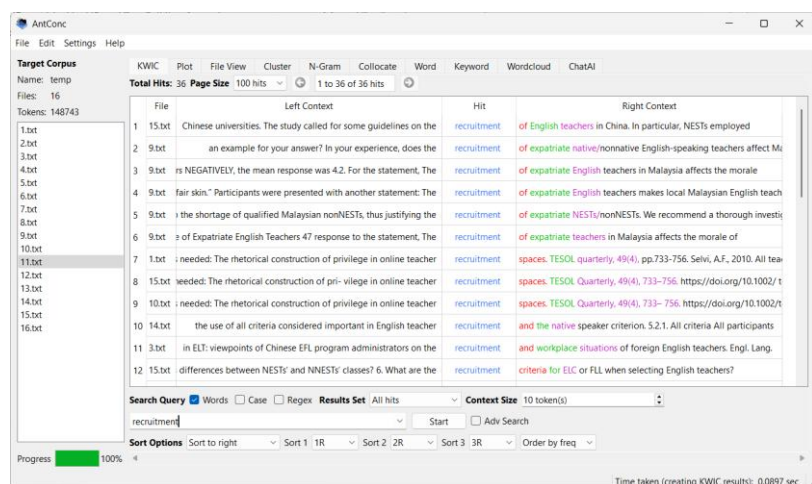 AntConc
File Edit Settings Help
Target Corpus
Name: temp
Files: 16
Tokens: 148743
1.txt
2.txt
3.txt
4.txt
5.txt
6.txt
7.txt
8.txt
9.txt
10.txt
11.txt
12.txt
13.txt
14.txt
15.txt
16.txt
Progress 100%
KWIC Plot File View Cluster N-Gram Collocate Word Keyword Wordcloud ChatAI
Total Hits: 36 Page Size 100 hits 1 to 36 of 36 hits
File Left Context Hit Right Context
1 15.txt Chinese universities. The study called for some guidelines on the recruitment of English teachers in China. In particular, NESTs employed
2 9.txt an example for your answer? In your experience, does the recruitment of expatriate native/nonnative English-speaking teachers affect Ma
3 9.txt rs NEGATIVELY, the mean response was 4.2. For the statement, The recruitment of expatriate English teachers in Malaysia affects the morale
4 9.txt fair skin." Participants were presented with another statement: The recruitment of expatriate English teachers makes local Malaysian English teach
5 9.txt the shortage of qualified Malaysian nonNESTs, thus justifying the recruitment of expatriate NESTs/nonNESTs. We recommend a thorough investig
6 9.txt e of Expatriate English Teachers 47 response to the statement, The recruitment of expatriate teachers in Malaysia affects the morale of
7 1.txt needed: The rhetorical construction of privilege in online teacher recruitment spaces. TESOL quarterly, 49(4), pp.733-756. Selvi, A.F., 2010. All tea
8 15.txt needed: The rhetorical construction of pri- vilege in online teacher recruitment spaces. TESOL Quarterly, 49(4), 733–756. https://doi.org/10.1002/ t
9 10.txt needed: The rhetorical construction of privilege in online teacher recruitment spaces. TESOL Quarterly, 49(4), 733– 756. https://doi.org/10.1002/t
10 14.txt the use of all criteria considered important in English teacher recruitment and the native speaker criterion. 5.2.1. All criteria All participants
11 3.txt in ELT: viewpoints of Chinese EFL program administrators on the recruitment and workplace situations of foreign English teachers. Engl. Lang.
12 15.txt differences between NESTs' and NNESTs' classes? 6. What are the recruitment criteria for ELC or FLL when selecting English teachers?
Search Query Words Case Regex Results Set All hits Context Size 10 token(s)
recruitment Start Adv Search
Sort Options Sort to right Sort 1 1R Sort 2 2R Sort 3 3R Order by freq
Time taken (creating KWIC results): 0.0897 sec